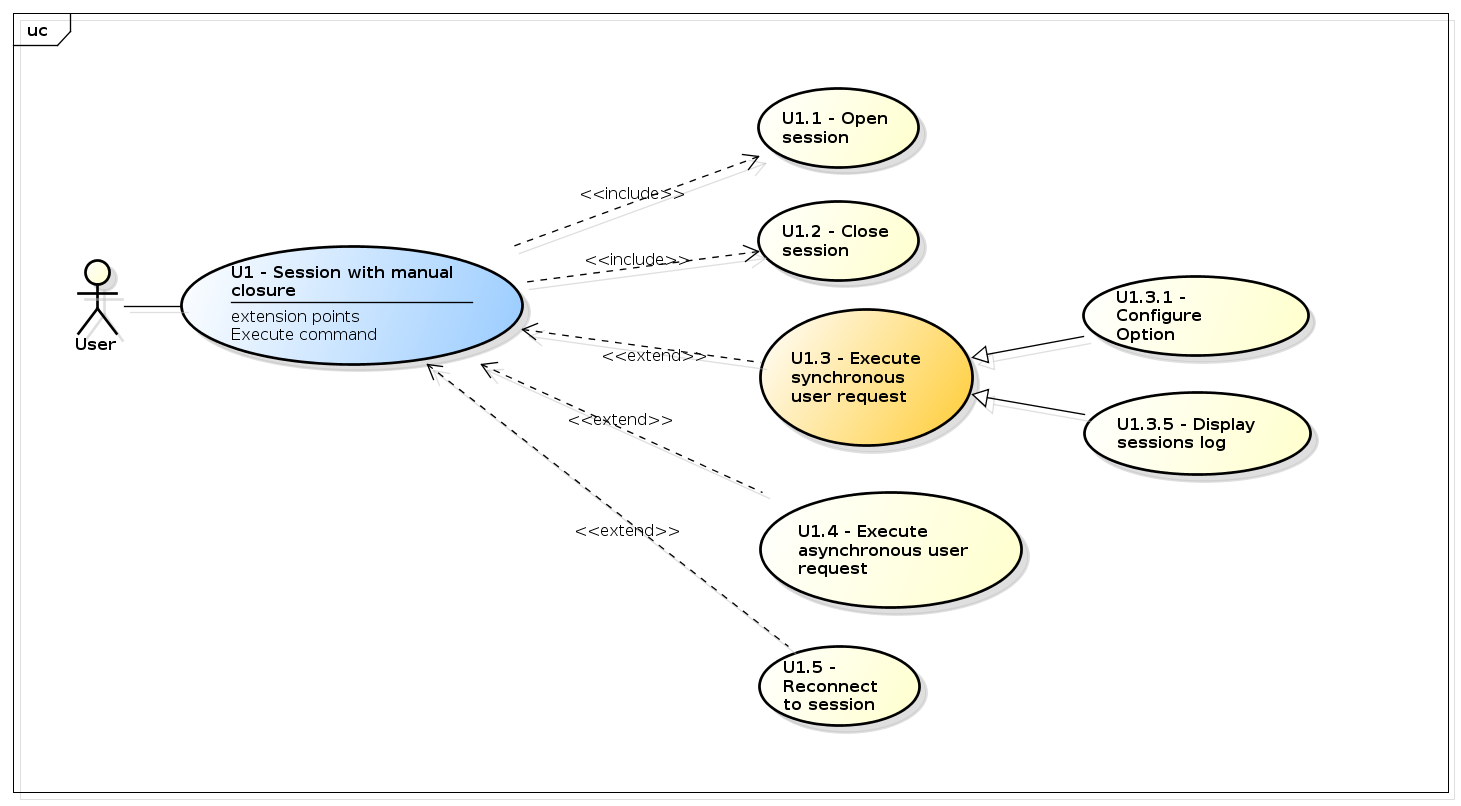 uc
U1.1 - Open
session
<<include>>
U1.2 - Close
session
<<include>>
U1 - Session with manual
closure
extension points
Execute command
User
U1.3 - Execute
synchronous
user request
<<extend>>
U1.3.1 -
Configure
Option
U1.3.5 - Display
sessions log
<<extend>>
U1.4 - Execute
asynchronous user
request
<<extend>>
U1.5 -
Reconnect
to session